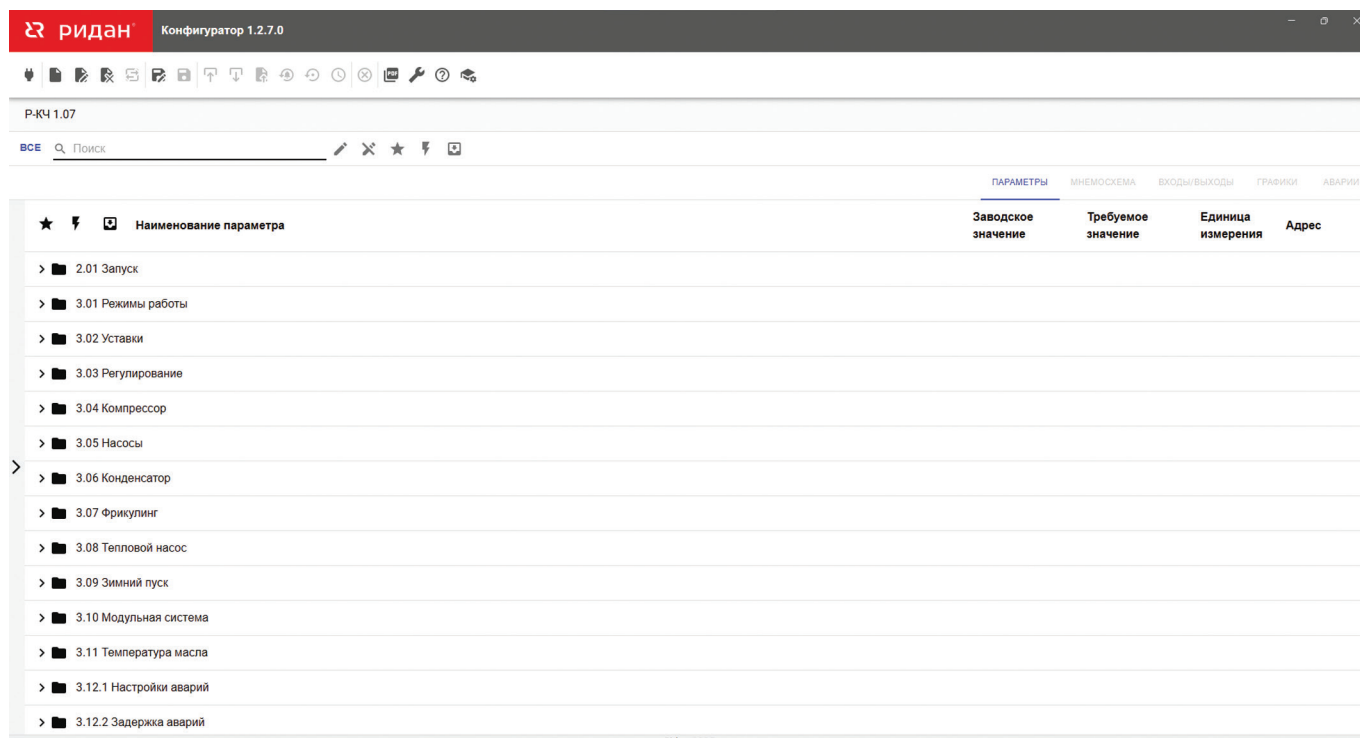 ридан
Конфигуратор 1.2.7.0
PDF
Р-КЧ 1.07
ВСЕ Поиск
ПАРАМЕТРЫ МНЕМОСХЕМА ВХОДЫ/ВЫХОДЫ ГРАФИКИ АВАРИИ
Наименование параметра
Заводское значение
Требуемое значение
Единица измерения
Адрес
2.01 Запуск
3.01 Режимы работы
3.02 Уставки
3.03 Регулирование
3.04 Компрессор
3.05 Насосы
3.06 Конденсатор
3.07 Фрикулинг
3.08 Тепловой насос
3.09 Зимний пуск
3.10 Модульная система
3.11 Температура масла
3.12.1 Настройки аварий
3.12.2 Задержка аварий